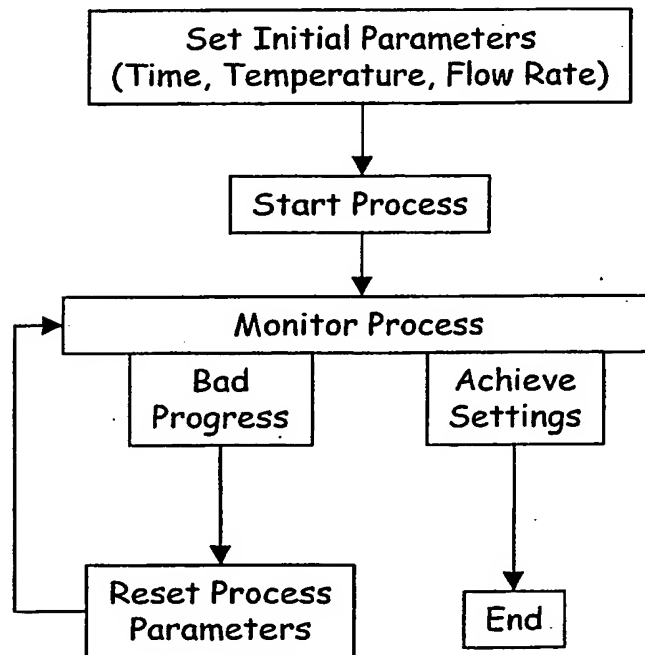 Set Initial Parameters
(Time, Temperature, Flow Rate)
Start Process
Monitor Process
Bad
Progress
Achieve
Settings
Reset Process
Parameters
End